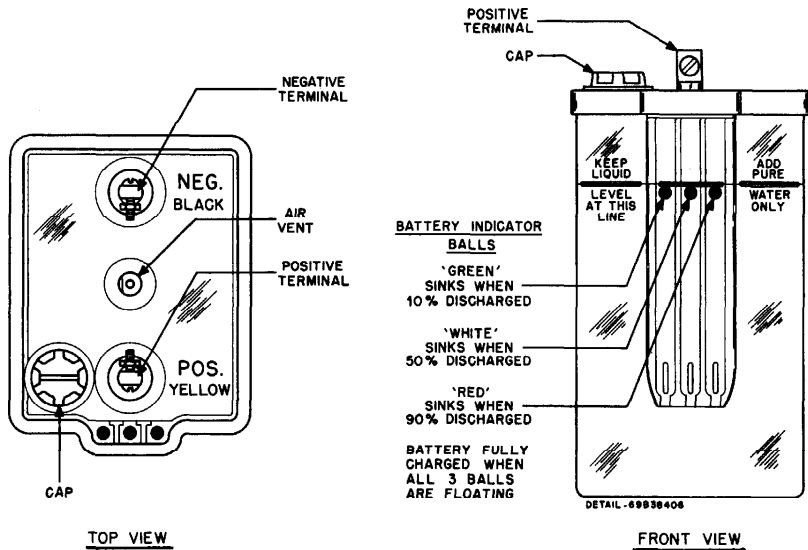 NEGATIVE
TERMINAL
NEG.
BLACK
AIR
VENT
POSITIVE
TERMINAL
POS.
YELLOW
CAP
TOP VIEW
POSITIVE
TERMINAL
CAP
KEEP
LIQUID
LEVEL
AT THIS
LINE
ADD
PURE
WATER
ONLY
BATTERY INDICATOR
BALLS
'GREEN'
SINKS WHEN
10% DISCHARGED
'WHITE'
SINKS WHEN
50% DISCHARGED
'RED'
SINKS WHEN
90% DISCHARGED
BATTERY FULLY
CHARGED WHEN
ALL 3 BALLS
ARE FLOATING
DETAIL-69B38406
FRONT VIEW